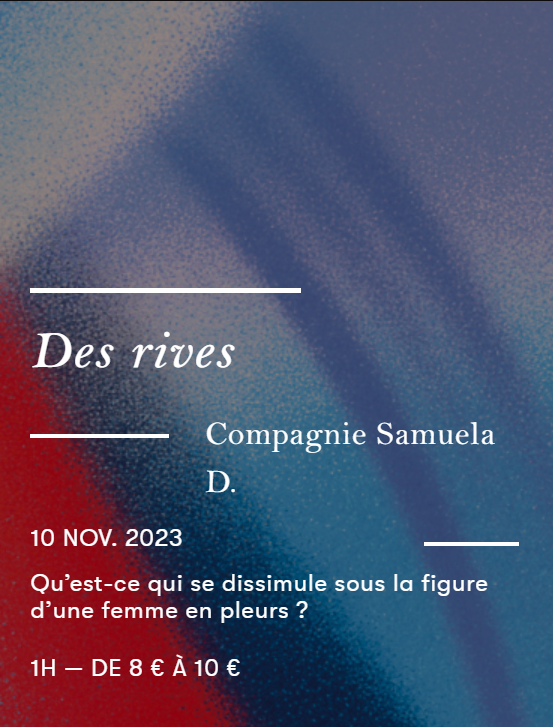 Des rives
Compagnie Samuela
D.
10 NOV. 2023
Qu’est-ce qui se dissimule sous la figure
d’une femme en pleurs ?
1H — DE 8 € À 10 €